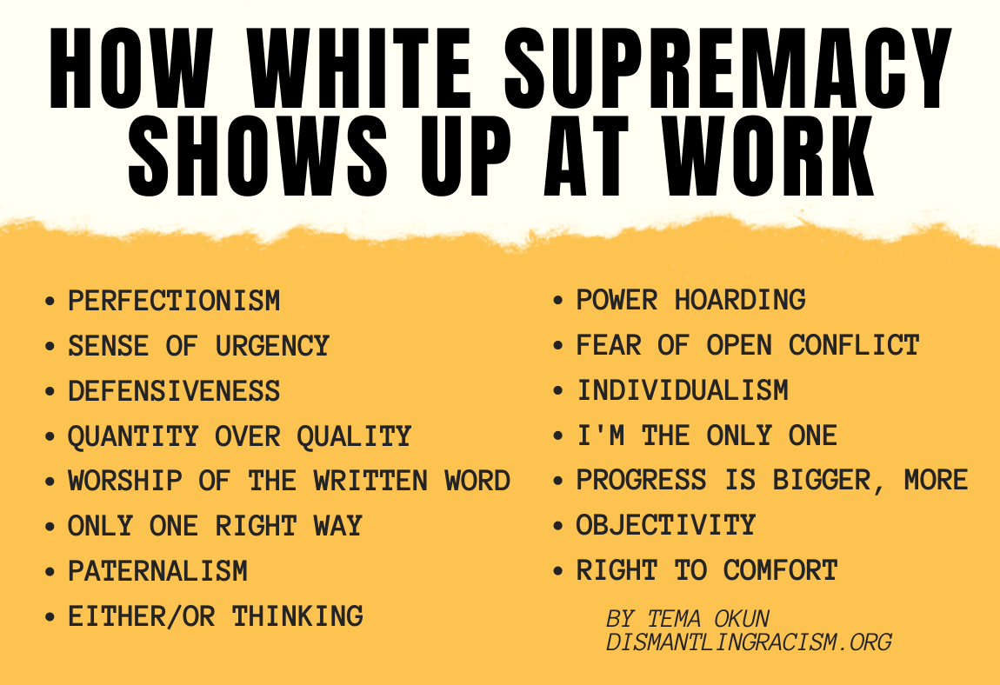 HOW WHITE SUPREMACY
SHOWS UP AT WORK
• PERFECTIONISM
• SENSE OF URGENCY
• DEFENSIVENESS
• QUANTITY OVER QUALITY
• WORSHIP OF THE WRITTEN WORD
• ONLY ONE RIGHT WAY
• PATERNALISM
• EITHER/OR THINKING
• POWER HOARDING
• FEAR OF OPEN CONFLICT
• INDIVIDUALISM
• I'M THE ONLY ONE
• PROGRESS IS BIGGER, MORE
• OBJECTIVITY
• RIGHT TO COMFORT
BY TEMA OKUN
DISMANTLINGRACISM.ORG